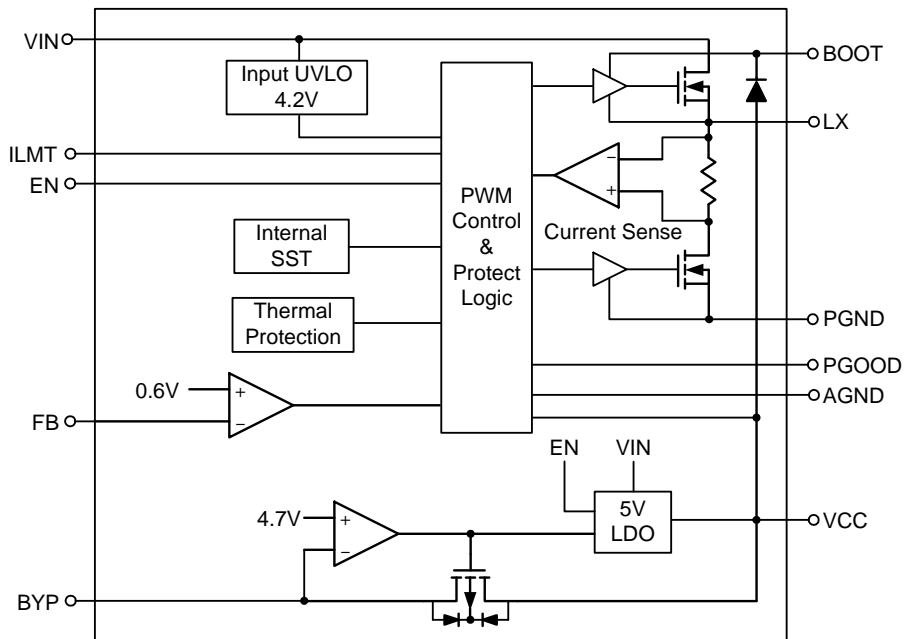 VIN
BOOT
Input UVLO
4.2V
LX
ILMT
EN
−
+
PWM
Control
&
Protect
Logic
Current Sense
Internal
SST
Thermal
Protection
PGND
PGOOD
AGND
0.6V
+
−
FB
EN
VIN
4.7V
+
−
5V
LDO
VCC
BYP